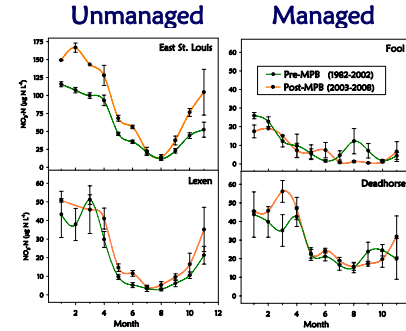 Unmanaged
Managed
East St. Louis
NO₃-N (µg N L⁻¹)
175
150
125
100
75
50
25
0
Fool
60
50
40
30
20
10
0
Pre-MPB (1982-2002)
Post-MPB (2003-2008)
Lexen
NO₃-N (µg N L⁻¹)
60
50
40
30
20
10
0
0 2 4 6 8 10 12
Month
Deadhorse
60
50
40
30
20
10
0
2 4 6 8 10 12
Month